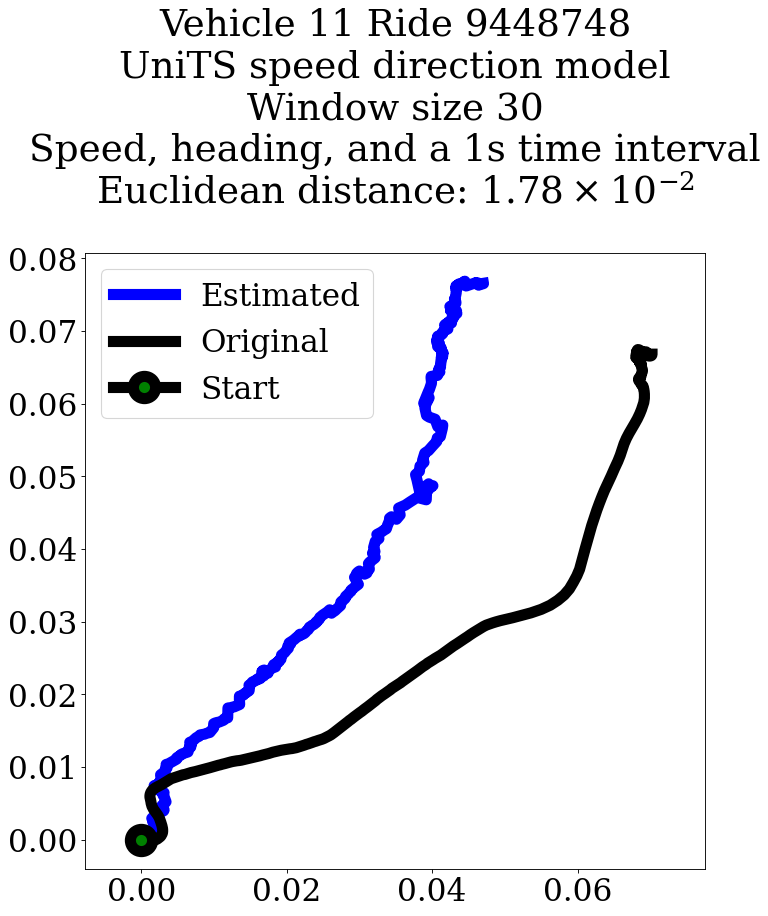 Vehicle 11 Ride 9448748
UniTS speed direction model
Window size 30
Speed, heading, and a 1s time interval
Euclidean distance: 1.78 × 10⁻²
0.08
0.07
0.06
0.05
0.04
0.03
0.02
0.01
0.00
Estimated
Original
Start
0.00 0.02 0.04 0.06